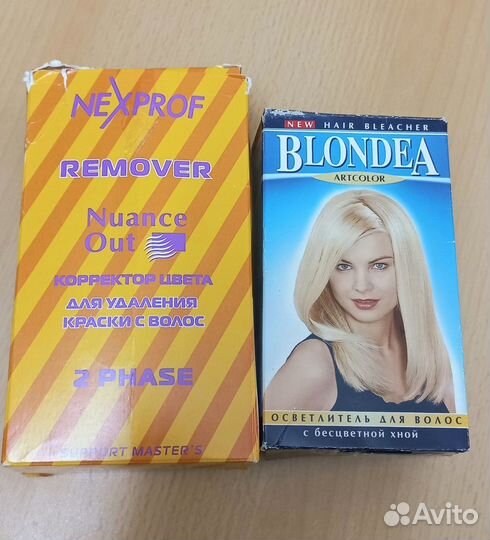 NEXPROF
REMOVER
Nuance
Out
КОРРЕКТОР ЦВЕТА
ДЛЯ УДАЛЕНИЯ
КРАСКИ С ВОЛОС
2 PHASE
SUPPORT MASTER'S
NEW HAIR BLEACHER
BLONDEA
ARTCOLOR
ОСВЕТЛИТЕЛЬ ДЛЯ ВОЛОС
с бесцветной хной
Avito